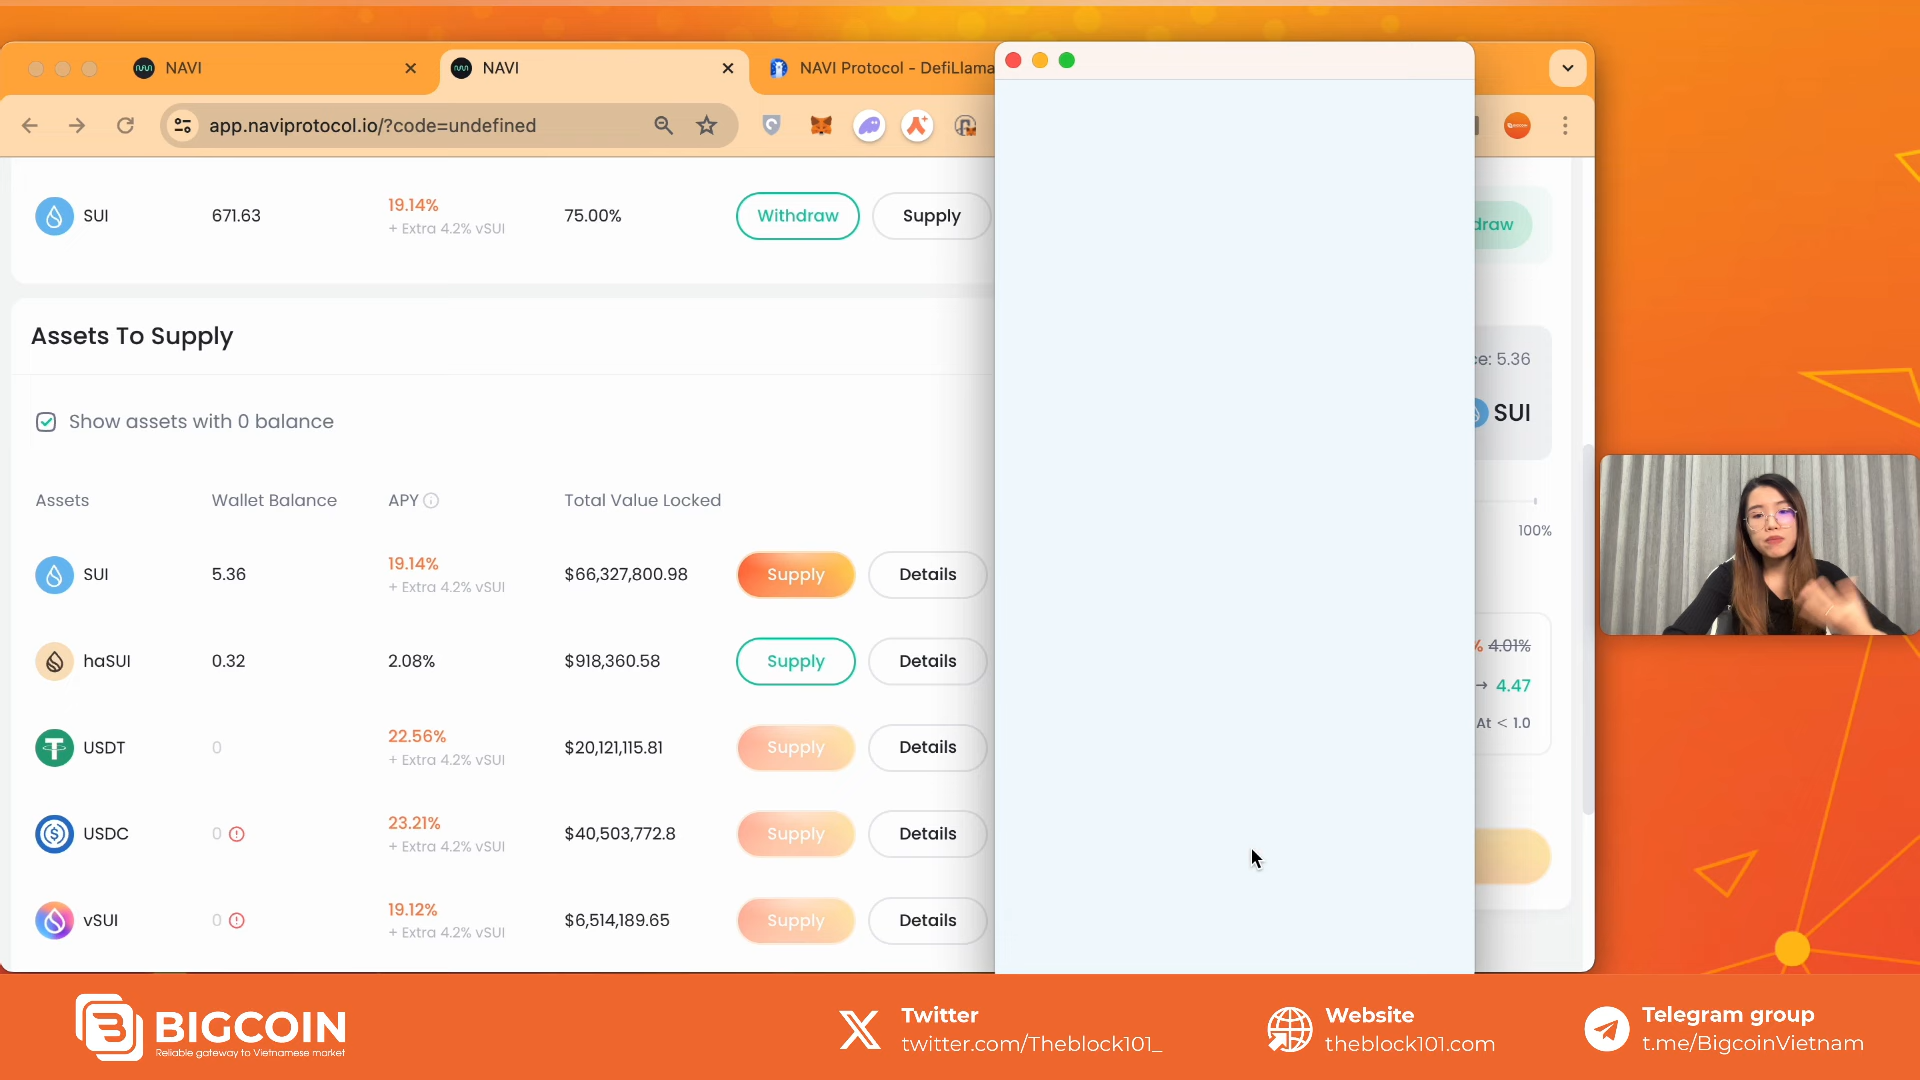 NAVI
NAVI
NAVI Protocol - DefiLlama
app.naviprotocol.io/?code=undefined
SUI
671.63
19.14%
+ Extra 4.2% vSUI
75.00%
Withdraw
Supply
draw
Assets To Supply
ce: 5.36
SUI
Show assets with 0 balance
Assets
Wallet Balance
APY
Total Value Locked
100%
SUI
5.36
19.14%
+ Extra 4.2% vSUI
$66,327,800.98
Supply
Details
haSUI
0.32
2.08%
$918,360.58
Supply
Details
% 4.01%
→ 4.47
At < 1.0
USDT
0
22.56%
+ Extra 4.2% vSUI
$20,121,115.81
Supply
Details
USDC
0
23.21%
+ Extra 4.2% vSUI
$40,503,772.8
Supply
Details
vSUI
0
19.12%
+ Extra 4.2% vSUI
$6,514,189.65
Supply
Details
BIGCOIN
Reliable gateway to Vietnamese market
Twitter
twitter.com/Theblock101_
Website
theblock101.com
Telegram group
t.me/BigcoinVietnam